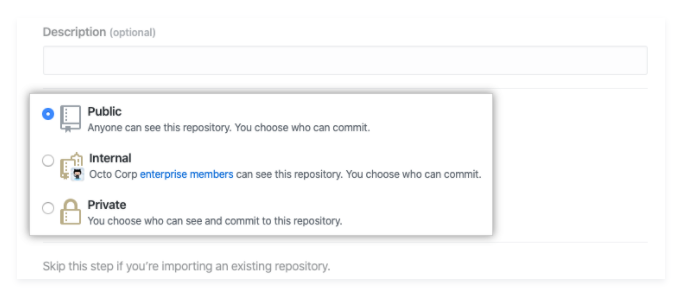 Description (optional)
Public
Anyone can see this repository. You choose who can commit.
Internal
Octo Corp enterprise members can see this repository. You choose who can commit.
Private
You choose who can see and commit to this repository.
Skip this step if you're importing an existing repository.